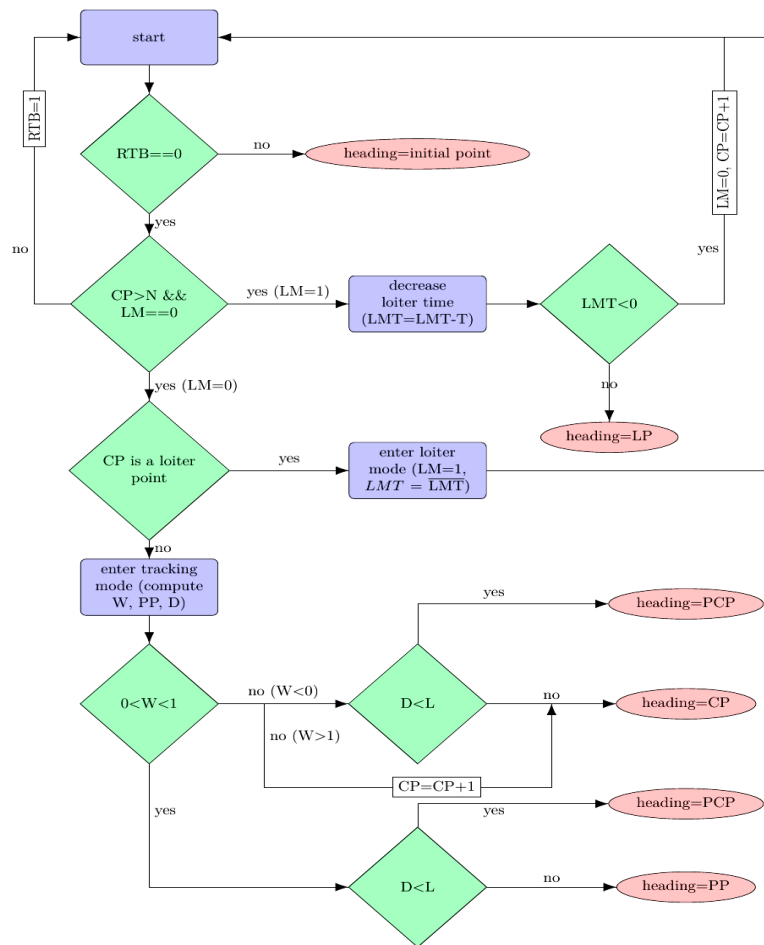 start
RTB=1
LM=0, CP=CP+1
RTB==0
no
heading=initial point
yes
no
CP>N &&
LM==0
yes (LM=1)
decrease
loiter time
(LMT=LMT-T)
LMT<0
yes
no
yes (LM=0)
heading=LP
CP is a loiter
point
yes
enter loiter
mode (LM=1,
LMT = \overline{LMT})
no
enter tracking
mode (compute
W, PP, D)
yes
heading=PCP
0<W<1
no (W<0)
D<L
no
heading=CP
no (W>1)
CP=CP+1
yes
yes
heading=PCP
D<L
no
heading=PP